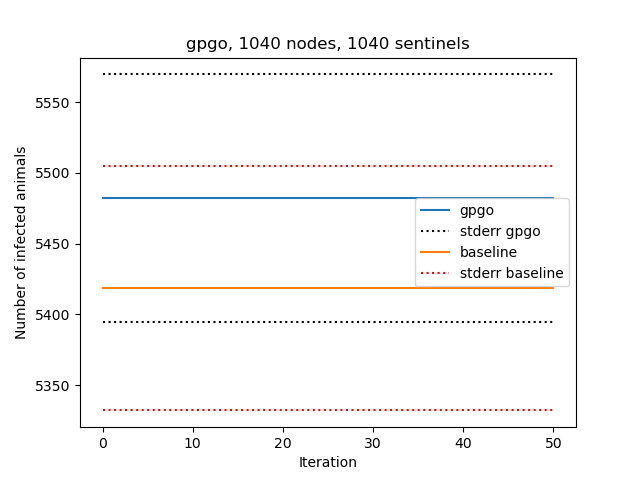 gpgo, 1040 nodes, 1040 sentinels
Number of infected animals
5550
5500
5450
5400
5350
gpgo
stderr gpgo
baseline
stderr baseline
0 10 20 30 40 50
Iteration